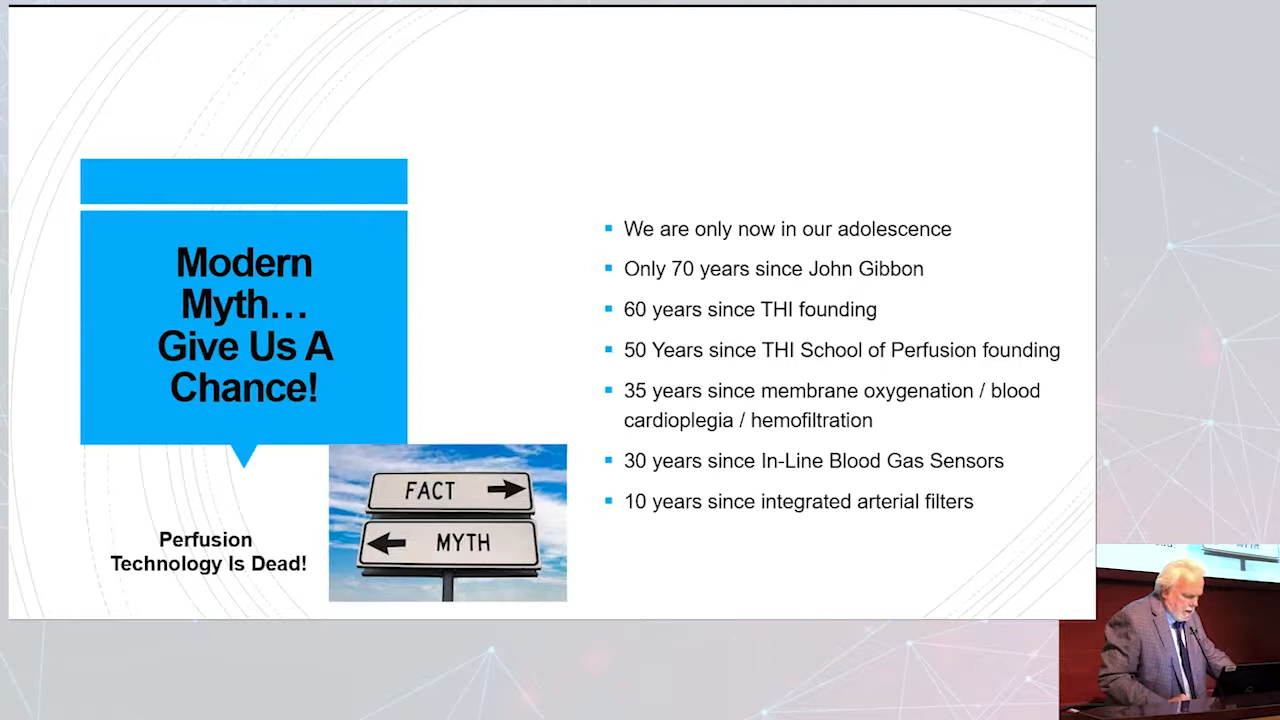 Modern
Myth…
Give Us A
Chance!
Perfusion
Technology Is Dead!
FACT
MYTH
We are only now in our adolescence
Only 70 years since John Gibbon
60 years since THI founding
50 Years since THI School of Perfusion founding
35 years since membrane oxygenation / blood
cardioplegia / hemofiltration
30 years since In-Line Blood Gas Sensors
10 years since integrated arterial filters
MYTH